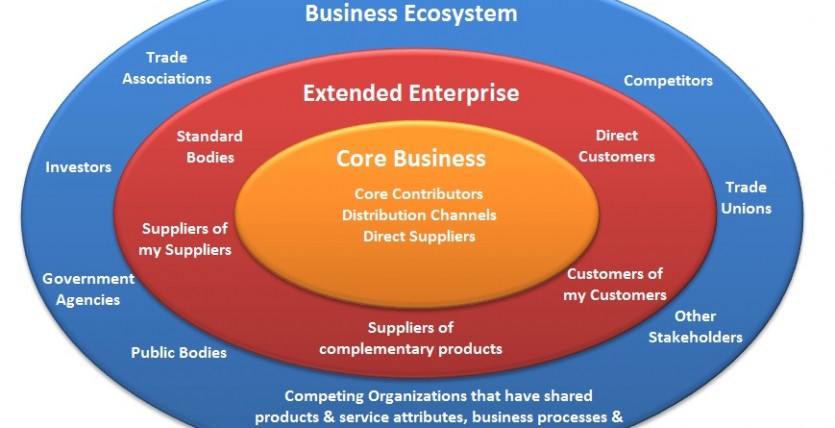 Business Ecosystem
Trade
Associations
Competitors
Extended Enterprise
Standard
Bodies
Direct
Customers
Core Business
Investors
Core Contributors
Distribution Channels
Direct Suppliers
Trade
Unions
Suppliers of
my Suppliers
Government
Agencies
Customers of
my Customers
Other
Stakeholders
Suppliers of
complementary products
Public Bodies
Competing Organizations that have shared
products & service attributes, business processes &